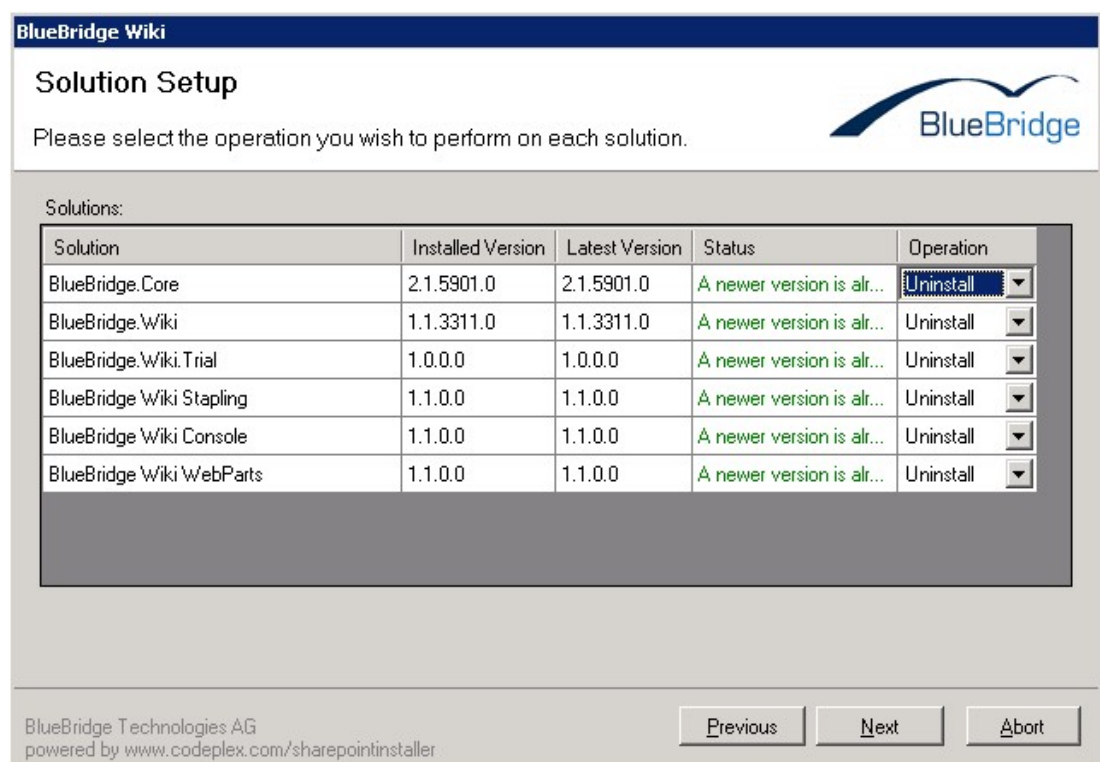 BlueBridge Wiki
Solution Setup
Please select the operation you wish to perform on each solution.
BlueBridge
Solutions:
Solution Installed Version Latest Version Status Operation
BlueBridge.Core 2.1.5901.0 2.1.5901.0 A newer version is alr... Uninstall
BlueBridge.Wiki 1.1.3311.0 1.1.3311.0 A newer version is alr... Uninstall
BlueBridge.Wiki.Trial 1.0.0.0 1.0.0.0 A newer version is alr... Uninstall
BlueBridge Wiki Stapling 1.1.0.0 1.1.0.0 A newer version is alr... Uninstall
BlueBridge Wiki Console 1.1.0.0 1.1.0.0 A newer version is alr... Uninstall
BlueBridge Wiki WebParts 1.1.0.0 1.1.0.0 A newer version is alr... Uninstall
BlueBridge Technologies AG
powered by www.codeplex.com/sharepointinstaller
Previous Next Abort